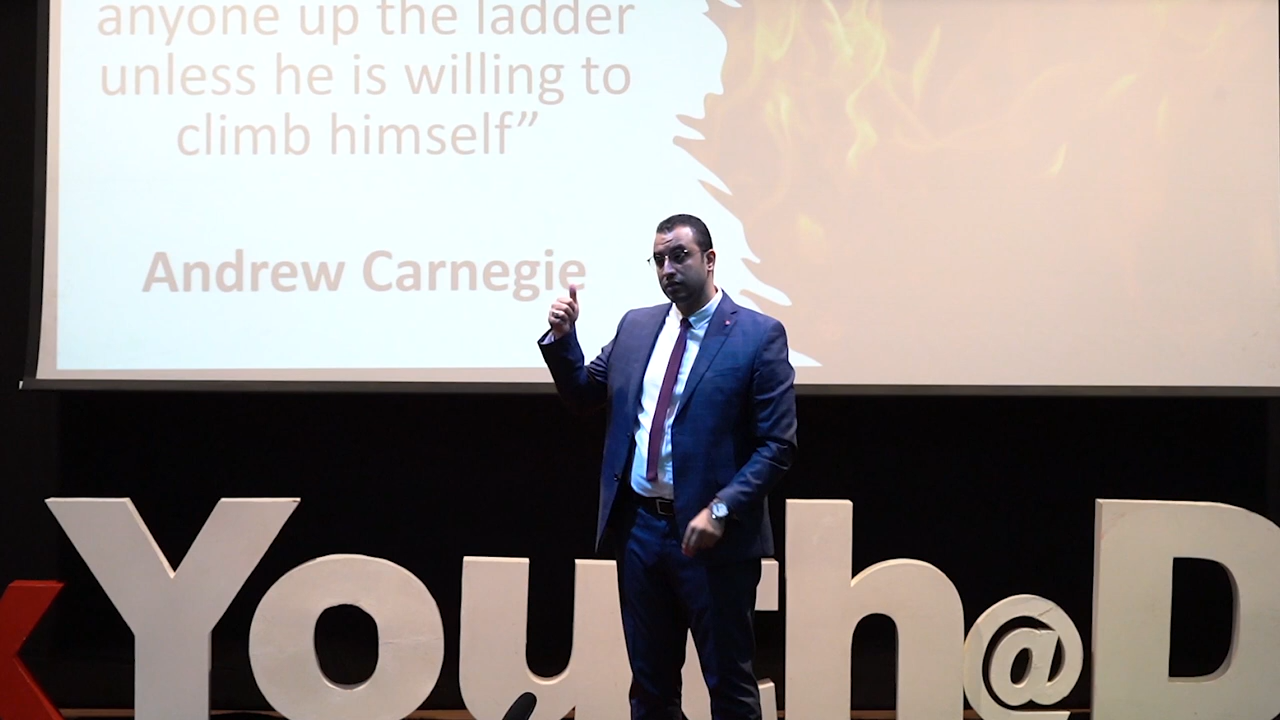 anyone up the ladder
unless he is willing to
climb himself”
Andrew Carnegie
x Youth@D